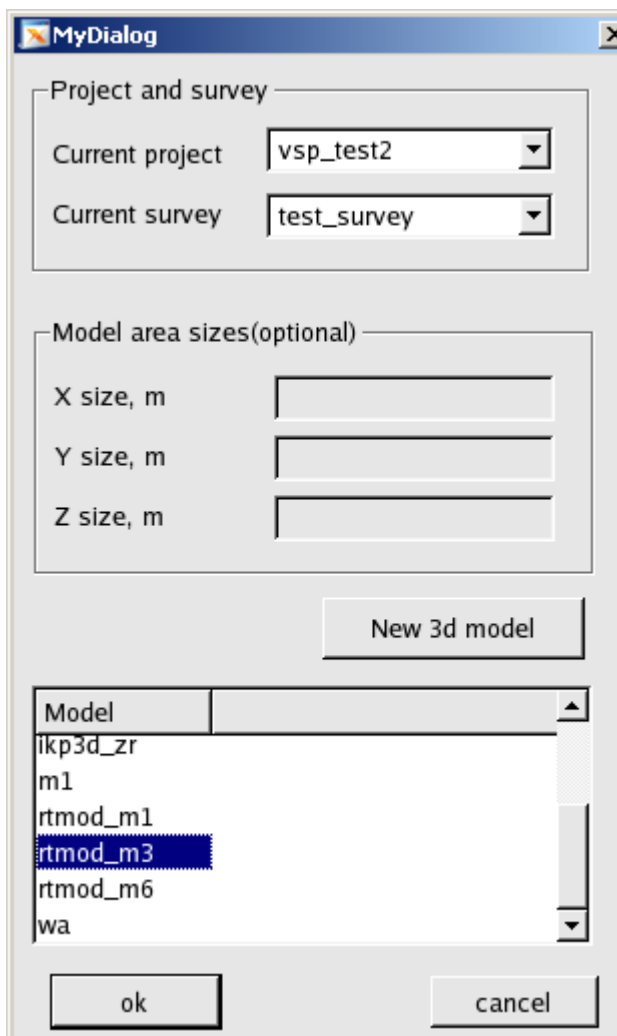 MyDialog
Project and survey
Current project vsp_test2
Current survey test_survey
Model area sizes(optional)
X size, m
Y size, m
Z size, m
New 3d model
Model
ikp3d_zr
m1
rtmod_m1
rtmod_m3
rtmod_m6
wa
ok cancel